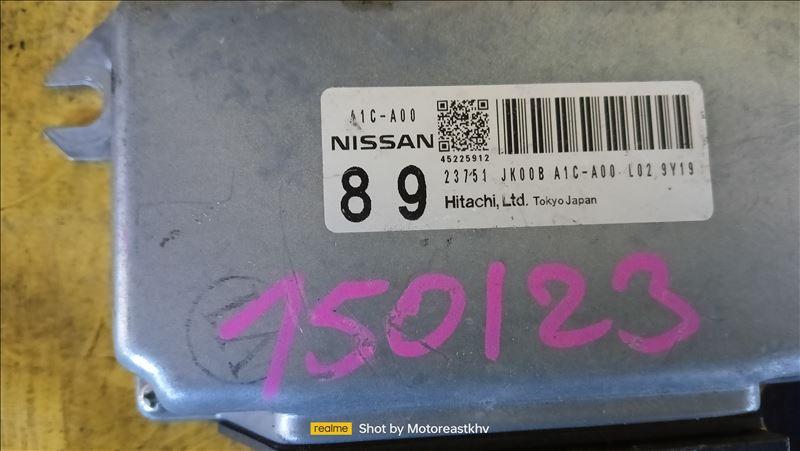 A1C-A00
NISSAN
45225912
8 9
23751 JK00B A1C-A00 L02 9Y19
Hitachi, Ltd. Tokyo Japan
150123
realme Shot by Motoreastkhv